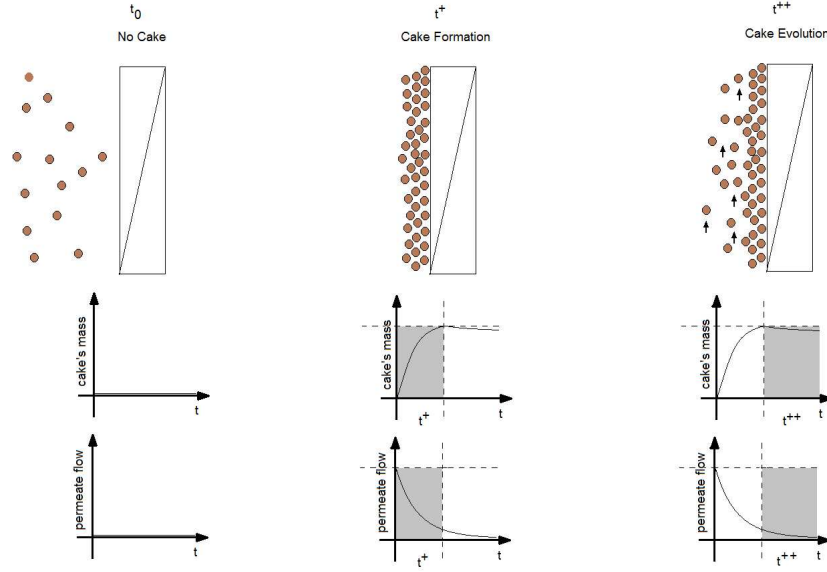 t0
No Cake
t+
Cake Formation
t++
Cake Evolution
cake's mass
t
cake's mass
t+
t
cake's mass
t++
t
permeate flow
t
permeate flow
t+
t
permeate flow
t++
t